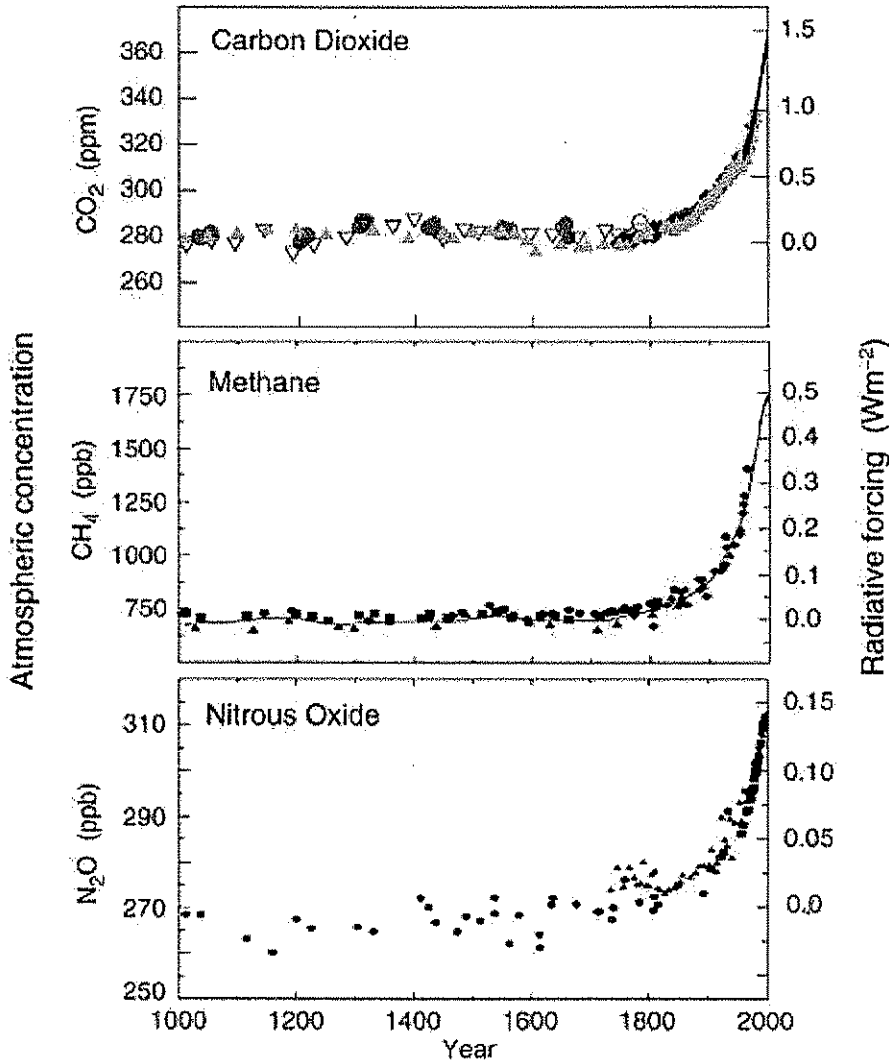 Carbon Dioxide
360
340
320
300
280
260
CO₂ (ppm)
1.5
1.0
0.5
0.0
Methane
1750
1500
1250
1000
750
CH₄ (ppb)
0.5
0.4
0.3
0.2
0.1
0.0
Atmospheric concentration
Radiative forcing (Wm⁻²)
Nitrous Oxide
310
290
270
250
N₂O (ppb)
0.15
0.10
0.05
0.0
1000 1200 1400 1600 1800 2000
Year